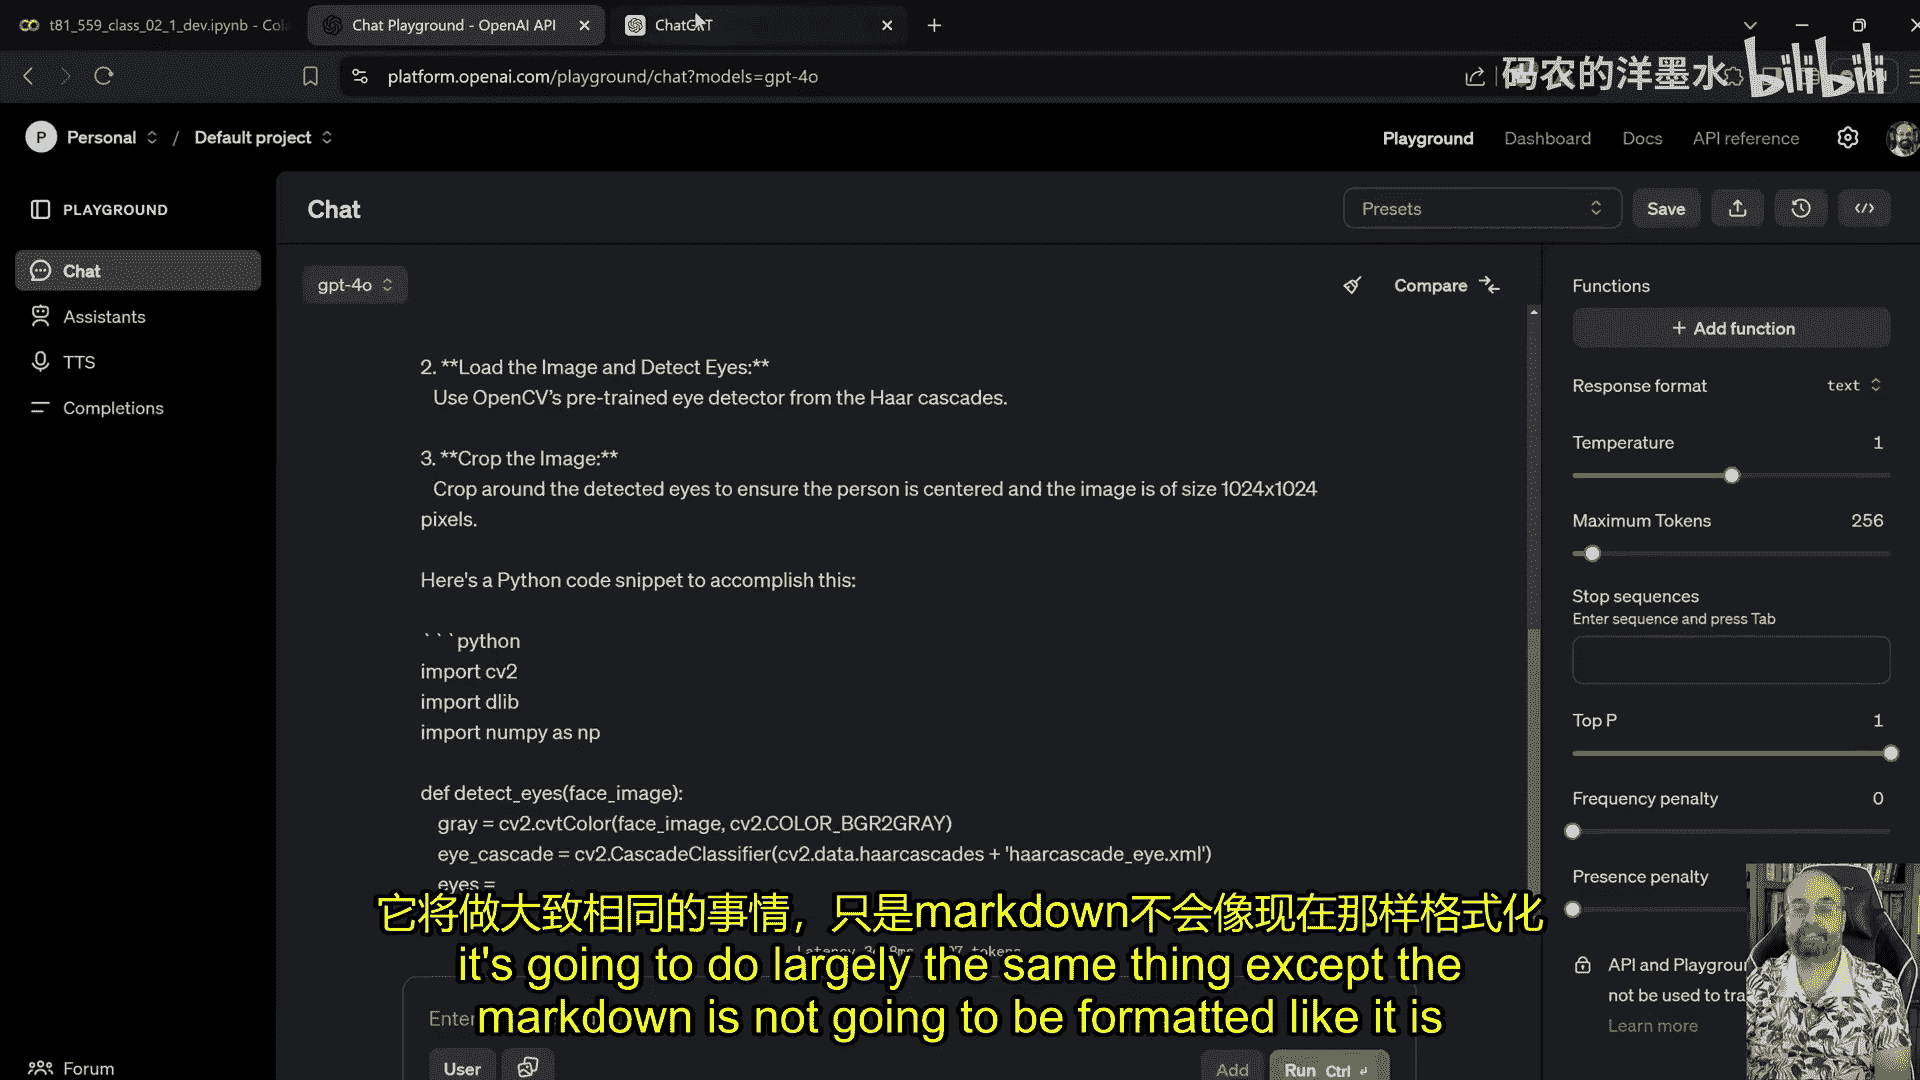 t81_559_class_02_1_dev.ipynb - Cola
Chat Playground - OpenAI API
ChatGPT
platform.openai.com/playground/chat?models=gpt-4o
码农的洋墨水 bilibili
P Personal / Default project
Playground Dashboard Docs API reference
PLAYGROUND
Chat
Assistants
TTS
Completions
Forum
Chat
Presets
Save
gpt-4o
Compare
2. **Load the Image and Detect Eyes:**
Use OpenCV’s pre-trained eye detector from the Haar cascades.
3. **Crop the Image:**
Crop around the detected eyes to ensure the person is centered and the image is of size 1024x1024
pixels.
Here's a Python code snippet to accomplish this:
```python
import cv2
import dlib
import numpy as np
def detect_eyes(face_image):
gray = cv2.cvtColor(face_image, cv2.COLOR_BGR2GRAY)
eye_cascade = cv2.CascadeClassifier(cv2.data.haarcascades + 'haarcascade_eye.xml')
eyes =
它将做大致相同的事情，只是markdown不会像现在那样格式化
it's going to do largely the same thing except the
markdown is not going to be formatted like it is
Enter
User
Add
Run Ctrl ↵
Functions
+ Add function
Response format text
Temperature 1
Maximum Tokens 256
Stop sequences
Enter sequence and press Tab
Top P 1
Frequency penalty 0
Presence penalty
API and Playgroun
not be used to tra
Learn more